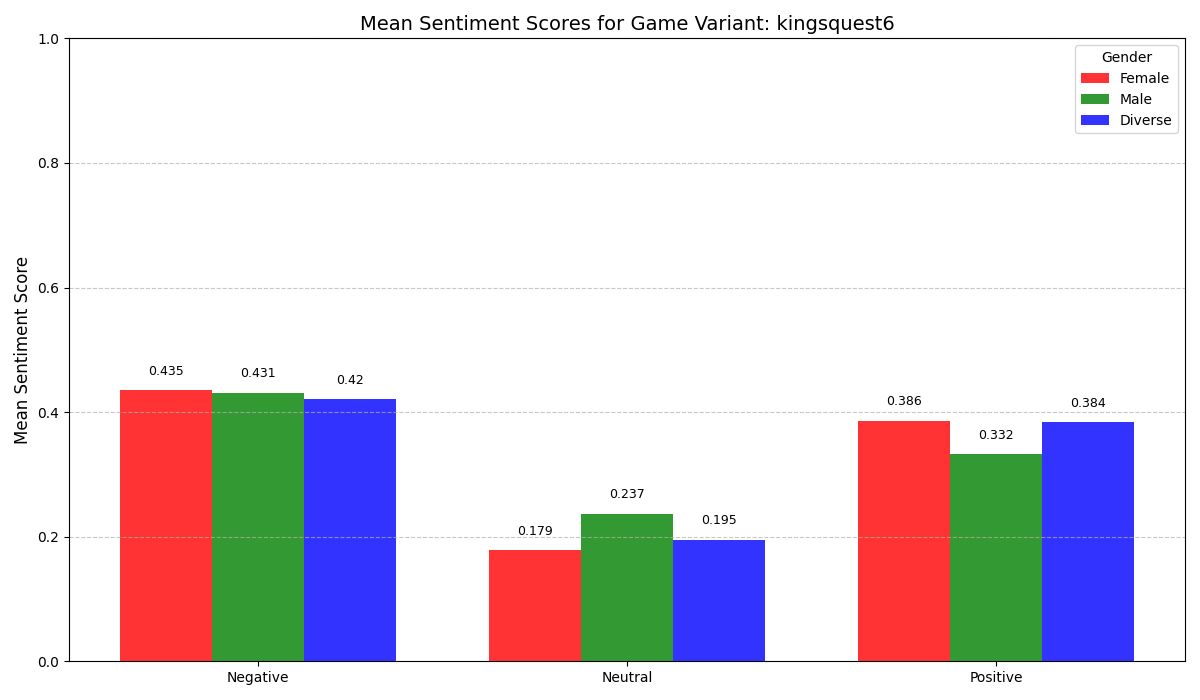 Mean Sentiment Scores for Game Variant: kingsquest6
Mean Sentiment Score
1.0
0.8
0.6
0.4
0.2
0.0
Gender
Female
Male
Diverse
0.435
0.431
0.42
0.179
0.237
0.195
0.386
0.332
0.384
Negative
Neutral
Positive